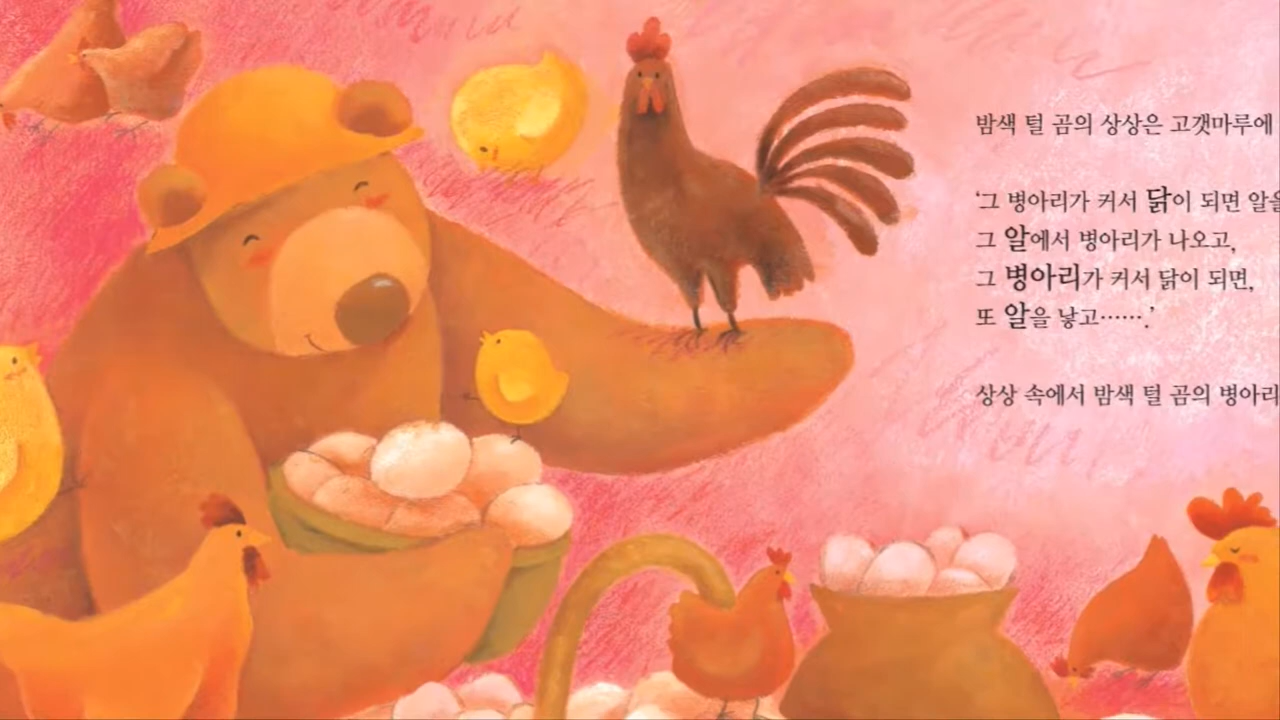 밤색 털 곰의 상상은 고갯마루에
‘그 병아리가 커서 닭이 되면 알을
그 알에서 병아리가 나오고,
그 병아리가 커서 닭이 되면,
또 알을 낳고…….’
상상 속에서 밤색 털 곰의 병아리